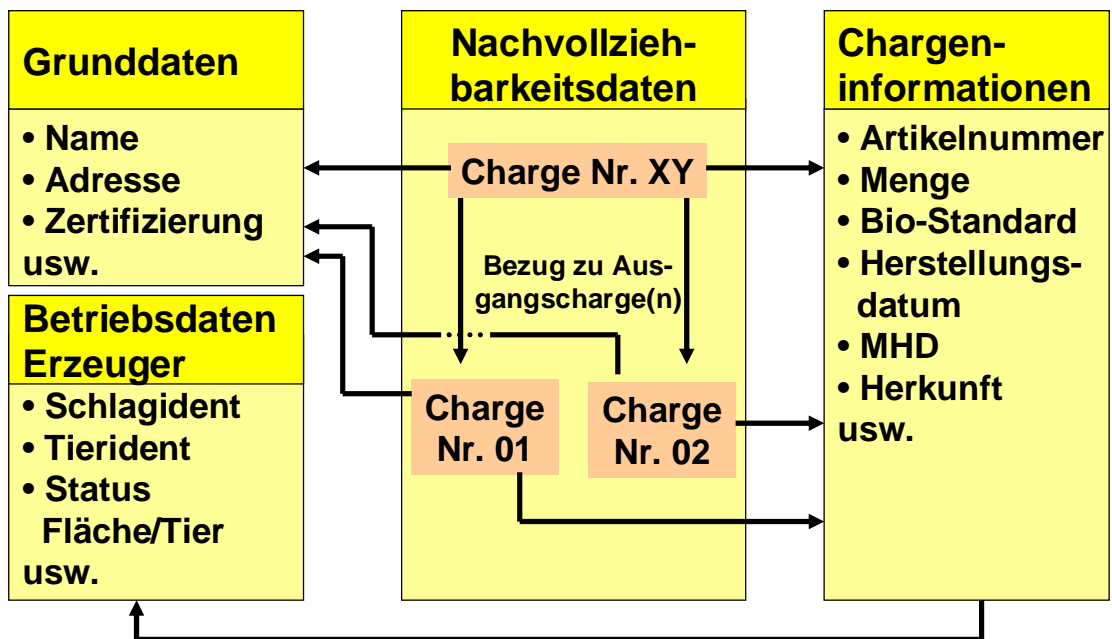 Grunddaten
• Name
• Adresse
• Zertifizierung
usw.
Betriebsdaten
Erzeuger
• Schlagident
• Tierident
• Status
Fläche/Tier
usw.
Nachvollzieh-
barkeitsdaten
Charge Nr. XY
Bezug zu Aus-
gangscharge(n)
Charge
Nr. 01
Charge
Nr. 02
Chargen-
informationen
• Artikelnummer
• Menge
• Bio-Standard
• Herstellungs-
datum
• MHD
• Herkunft
usw.